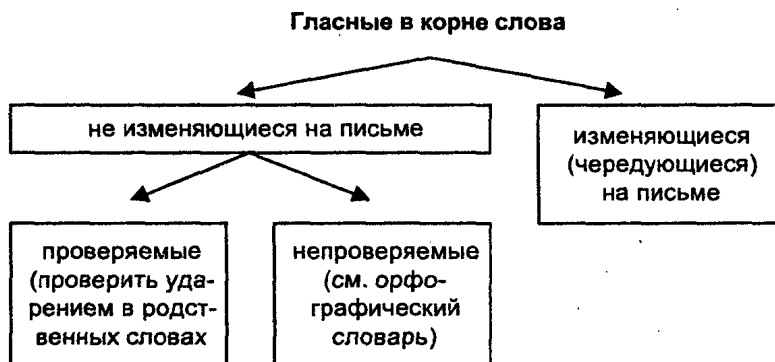 Гласные в корне слова
не изменяющиеся на письме
изменяющиеся
(чередующиеся)
на письме
проверяемые
(проверить уда-
рением в родст-
венных словах
непроверяемые
(см. орфо-
графический
словарь)